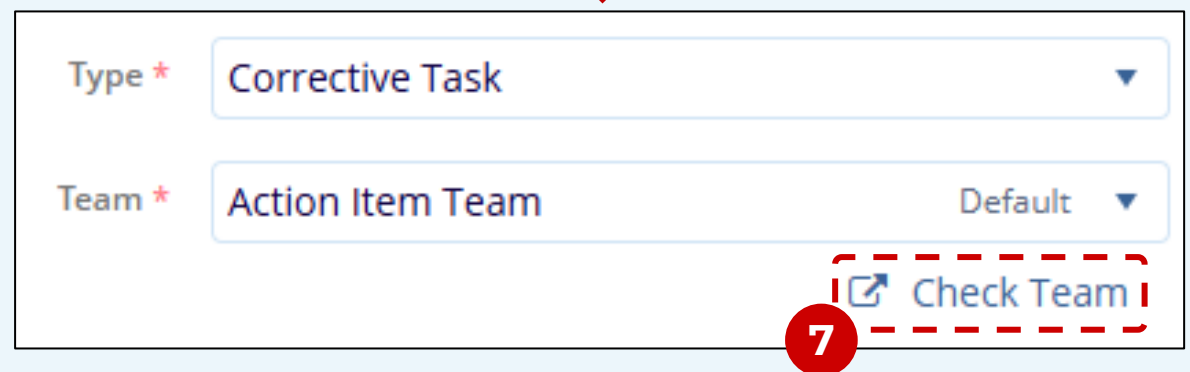 Type * Corrective Task
Team * Action Item Team Default
Check Team
7